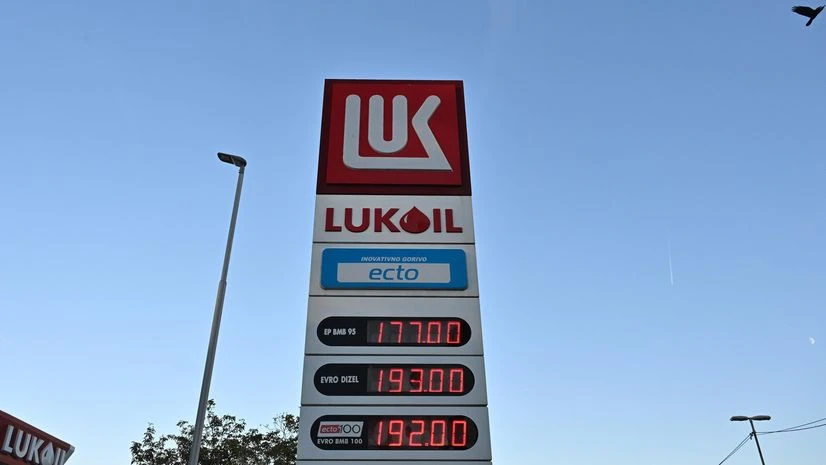 LUK
LUKOIL
INOVATIVNO GORIVO
ecto
EP BMB 95 177.00
EVRO DIZEL 193.00
ecto 100
EVRO BMB 100 192.00
LUKOIL